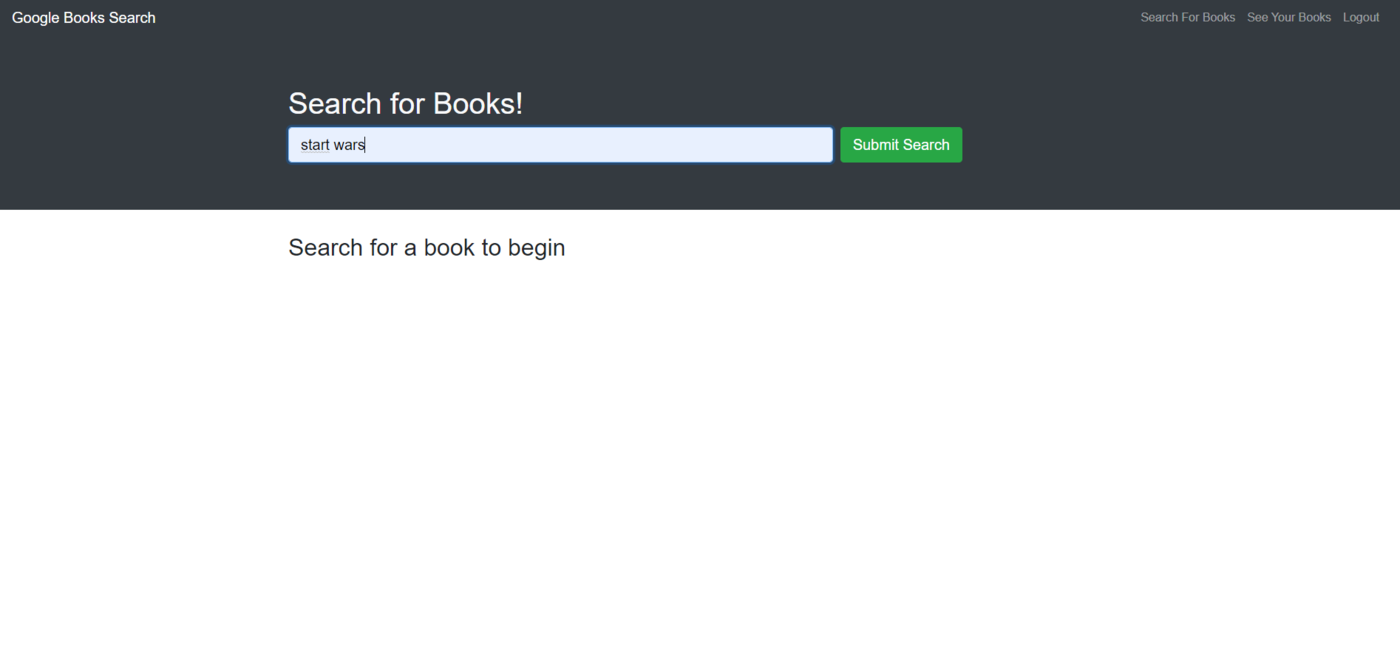 Google Books Search
Search For Books See Your Books Logout
Search for Books!
start wars
Submit Search
Search for a book to begin